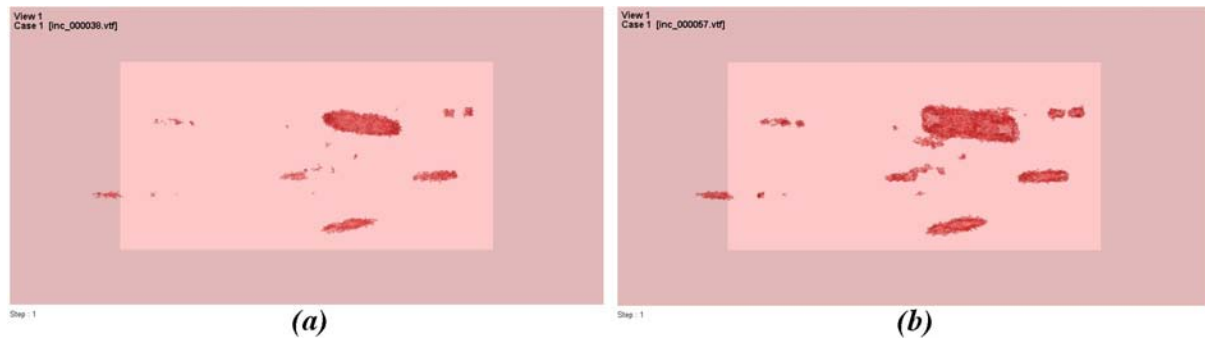 View 1
Case 1 [inc_000038.vtf]
Step : 1
(a)
View 1
Case 1 [inc_000057.vtf]
Step : 1
(b)